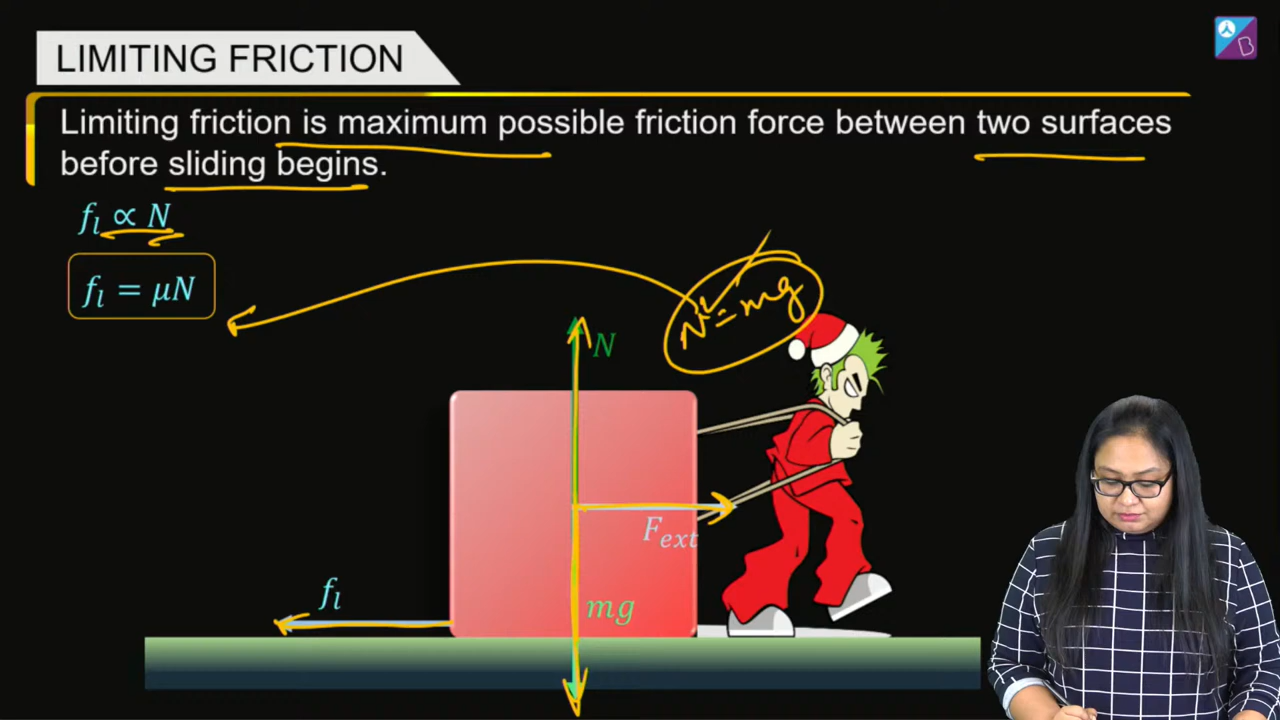 LIMITING FRICTION
Limiting friction is maximum possible friction force between two surfaces
before sliding begins.
fₗ ∝ N
fₗ = μN
N = mg
N
F_ext
fₗ
mg
B